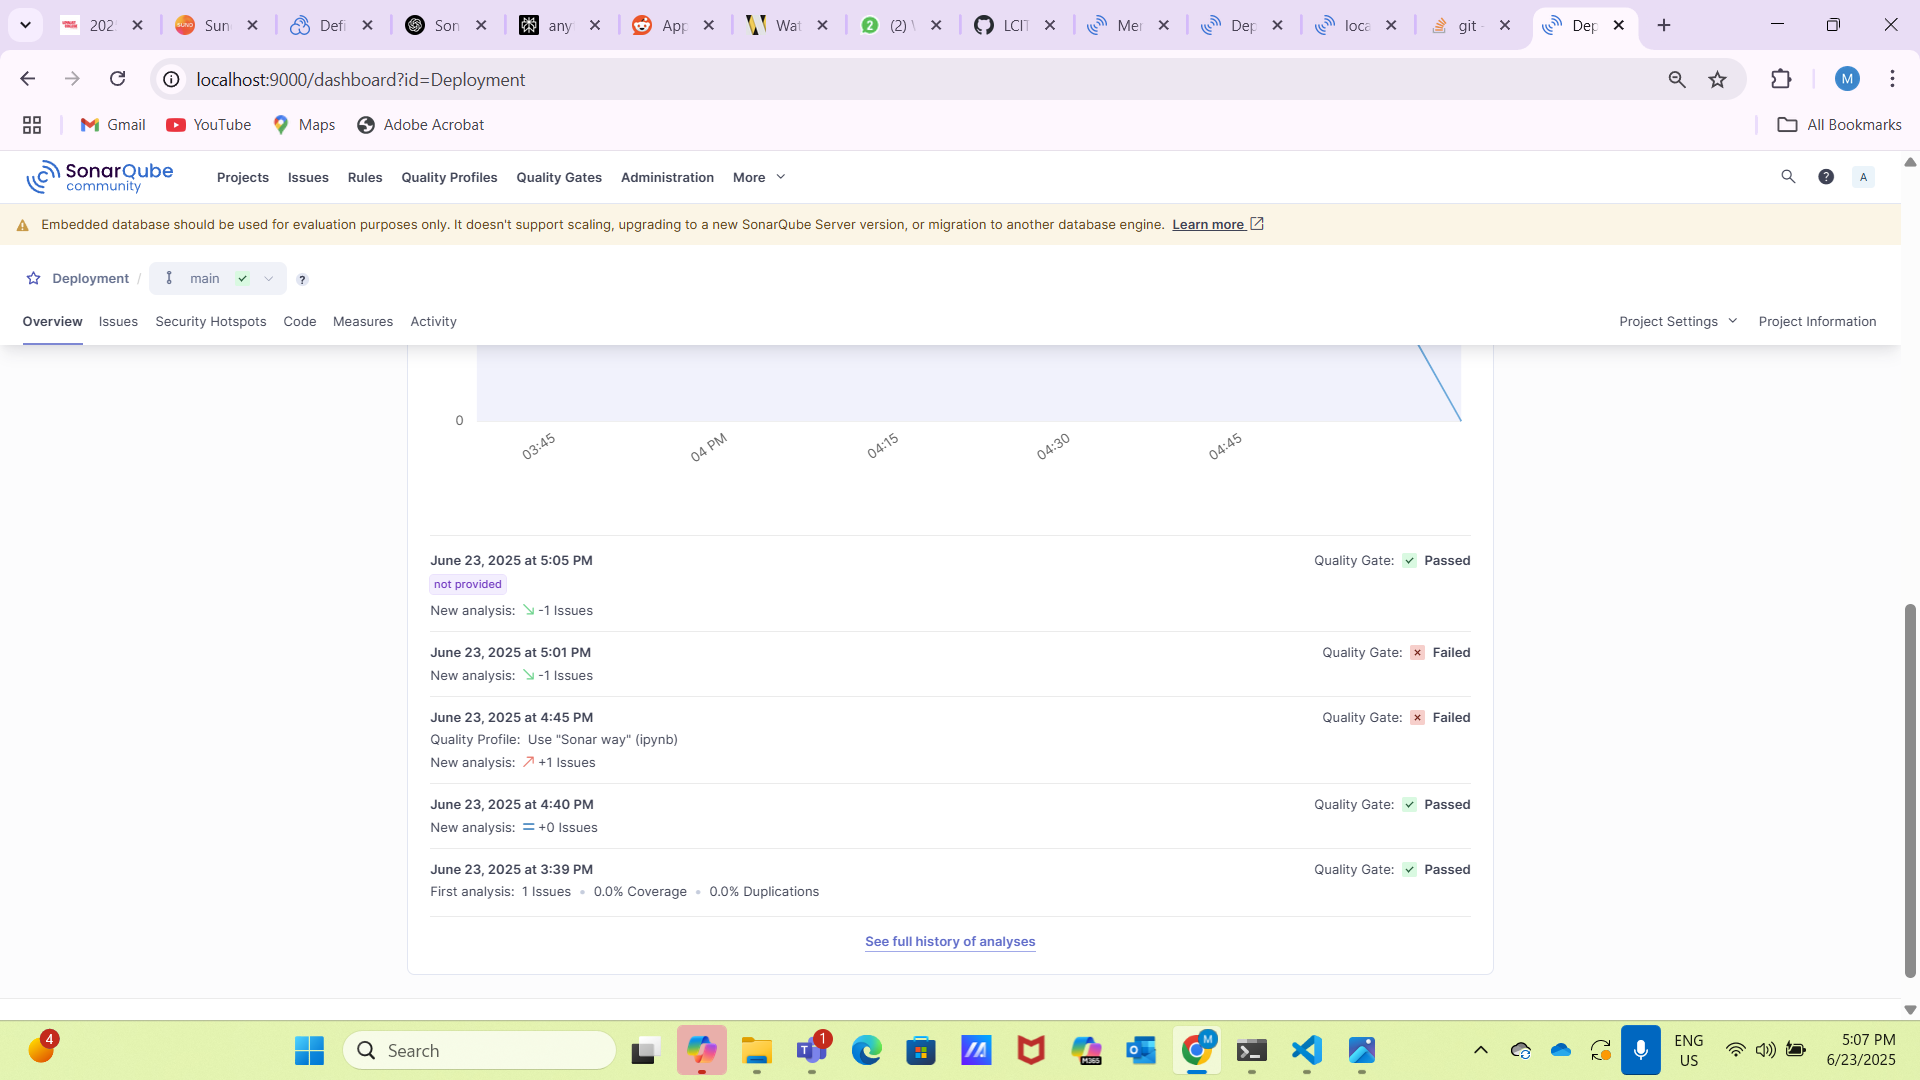 202
Sun
Defi
Son
any
App
Wat
2 (2) V
LCIT
Mer
Dep
loca
git -
Dep
localhost:9000/dashboard?id=Deployment
M
Gmail
YouTube
Maps
Adobe Acrobat
All Bookmarks
SonarQube
community
Projects Issues Rules Quality Profiles Quality Gates Administration More
? A
Embedded database should be used for evaluation purposes only. It doesn't support scaling, upgrading to a new SonarQube Server version, or migration to another database engine. Learn more
Deployment / main ?
Overview Issues Security Hotspots Code Measures Activity Project Settings Project Information
0
03:45 04 PM 04:15 04:30 04:45
June 23, 2025 at 5:05 PM Quality Gate: Passed
not provided
New analysis: -1 Issues
June 23, 2025 at 5:01 PM Quality Gate: Failed
New analysis: -1 Issues
June 23, 2025 at 4:45 PM Quality Gate: Failed
Quality Profile: Use "Sonar way" (ipynb)
New analysis: +1 Issues
June 23, 2025 at 4:40 PM Quality Gate: Passed
New analysis: +0 Issues
June 23, 2025 at 3:39 PM Quality Gate: Passed
First analysis: 1 Issues • 0.0% Coverage • 0.0% Duplications
See full history of analyses
4
Search
1
M365
M
ENG
US
5:07 PM
6/23/2025